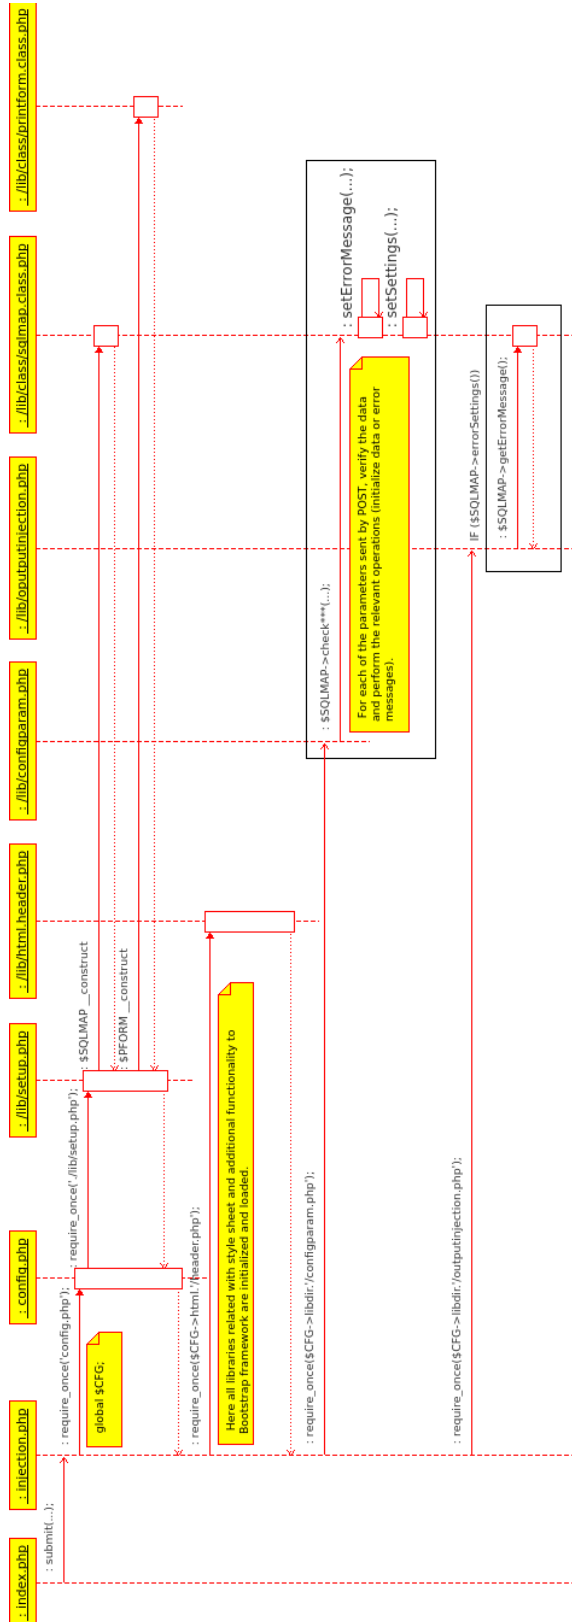 : index.php
: injection.php
: config.php
: /lib/setup.php
: /lib/html.header.php
: /lib/configparam.php
: /lib/oputputinjection.php
: /lib/class/sqlmap.class.php
: /lib/class/printform.class.php
: submit(...);
: require_once('config.php');
global $CFG;
: require_once('./lib/setup.php');
: $SQLMAP __construct
: $PFORM __construct
: require_once($CFG->html.'/header.php');
Here all libraries related with style sheet and additional functionality to
Bootstrap framework are initialized and loaded.
: require_once($CFG->libdir.'/configparam.php');
: $SQLMAP->check***(...);
For each of the parameters sent by POST, verify the data
and perform the relevant operations (initialize data or error
messages).
: setErrorMessage(...);
: setSettings(...);
: require_once($CFG->libdir.'/outputinjection.php');
IF ($SQLMAP->errorSettings())
: $SQLMAP->getErrorMessage();